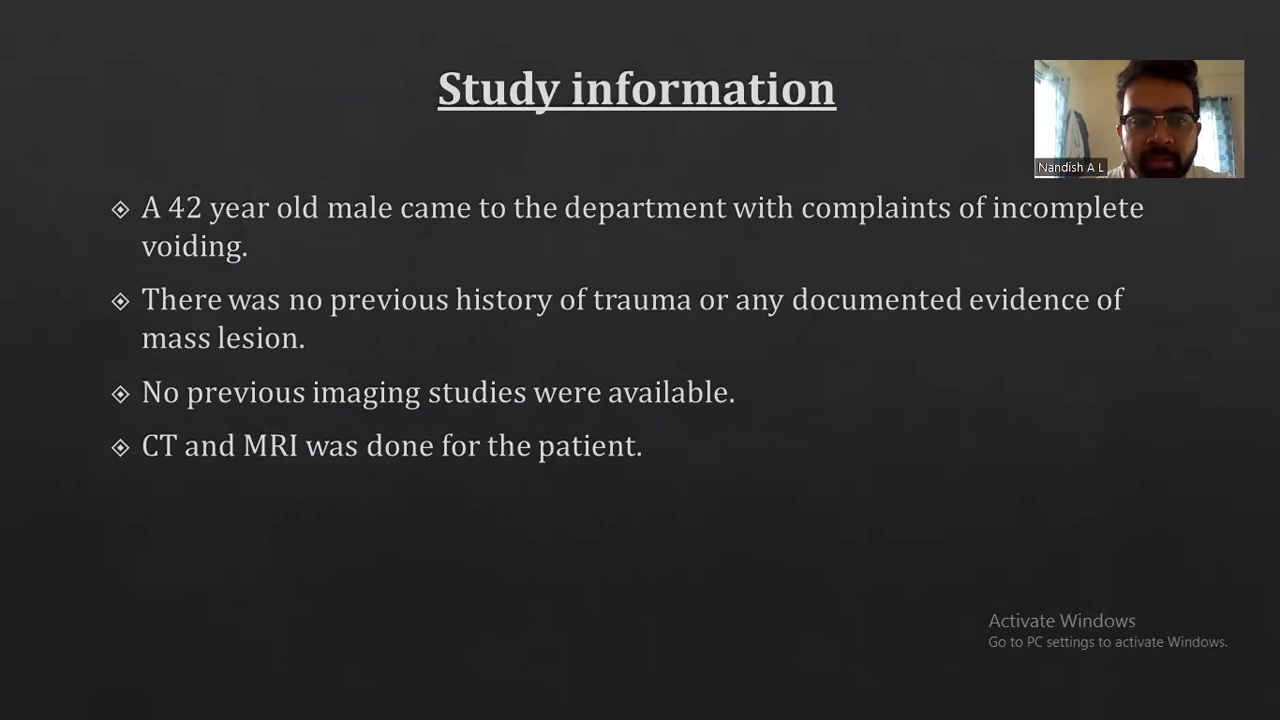 Study information
Nandish A L
A 42 year old male came to the department with complaints of incomplete
voiding.
There was no previous history of trauma or any documented evidence of
mass lesion.
No previous imaging studies were available.
CT and MRI was done for the patient.
Activate Windows
Go to PC settings to activate Windows.